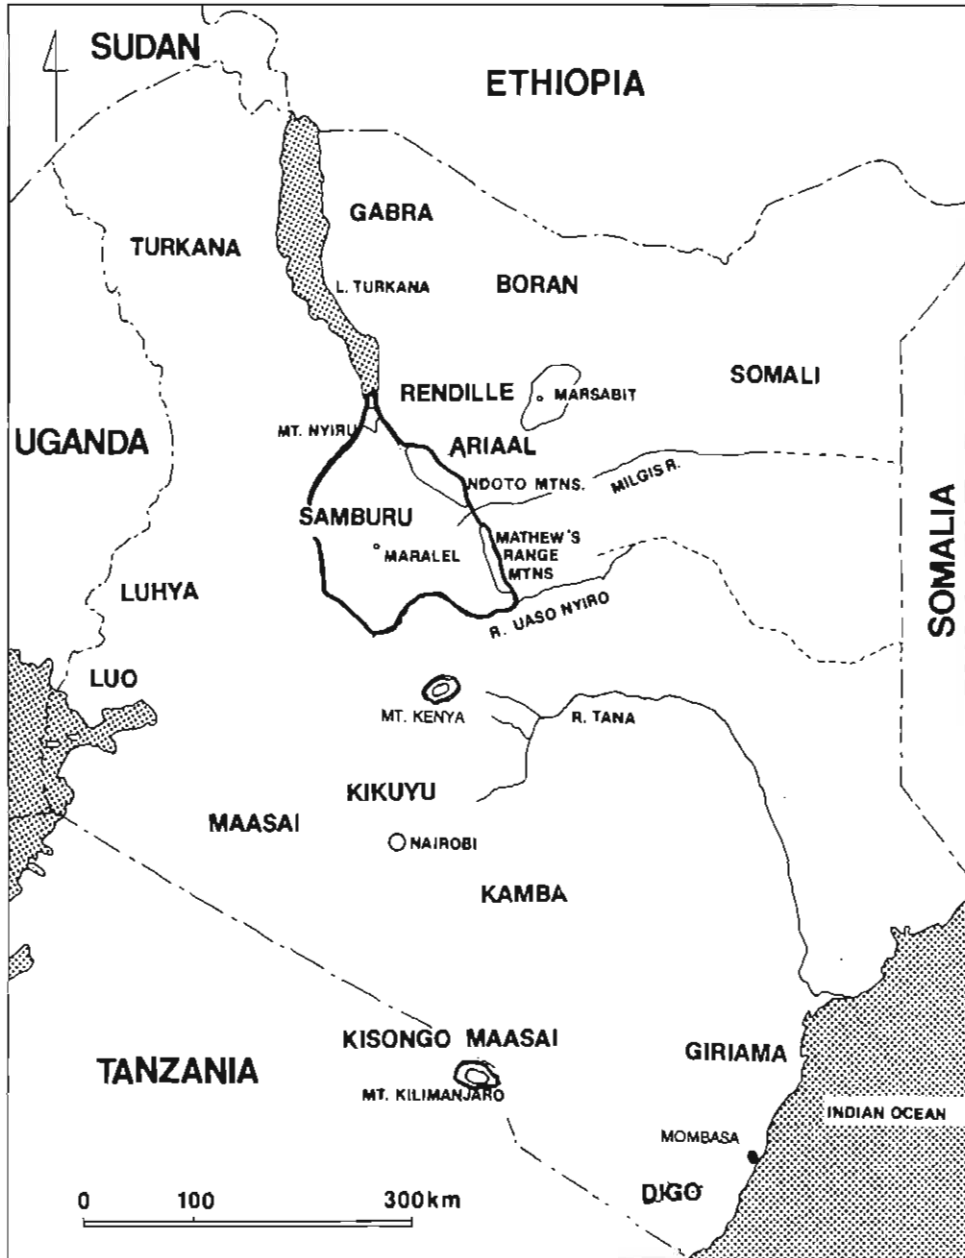 SUDAN
ETHIOPIA
GABRA
TURKANA
L. TURKANA
BORAN
SOMALI
RENDILLE
MARSABIT
MT. NYIRU
UGANDA
ARIAAL
NDOTO MTNS.
MILGIS R.
SAMBURU
MATHEW'S
RANGE
MTNS
MARALEL
SOMALIA
LUHYA
R. UASO NYIRO
LUO
MT. KENYA
R. TANA
KIKUYU
MAASAI
NAIROBI
KAMBA
KISONGO MAASAI
GIRIAMA
TANZANIA
MT. KILIMANJARO
INDIAN OCEAN
MOMBASA
DIGO
0 100 300km